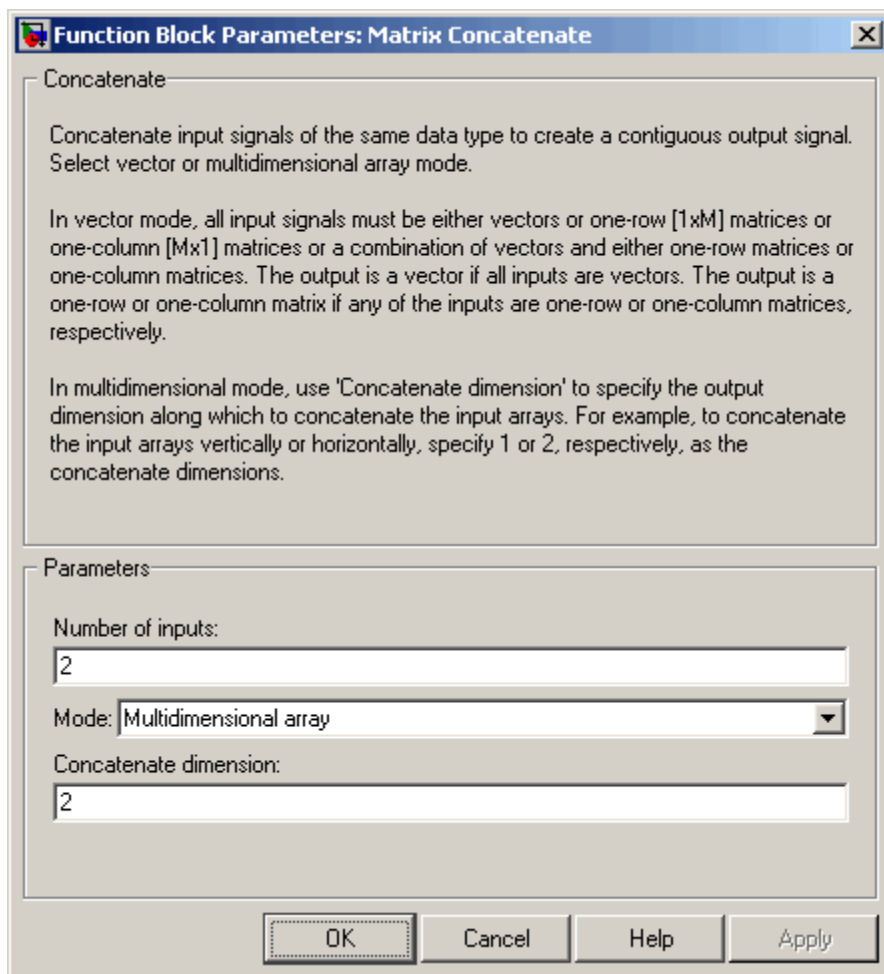 Function Block Parameters: Matrix Concatenate
Concatenate
Concatenate input signals of the same data type to create a contiguous output signal.
Select vector or multidimensional array mode.
In vector mode, all input signals must be either vectors or one-row [1xM] matrices or
one-column [Mx1] matrices or a combination of vectors and either one-row matrices or
one-column matrices. The output is a vector if all inputs are vectors. The output is a
one-row or one-column matrix if any of the inputs are one-row or one-column matrices,
respectively.
In multidimensional mode, use 'Concatenate dimension' to specify the output
dimension along which to concatenate the input arrays. For example, to concatenate
the input arrays vertically or horizontally, specify 1 or 2, respectively, as the
concatenate dimensions.
Parameters
Number of inputs:
2
Mode: Multidimensional array
Concatenate dimension:
2
OK Cancel Help Apply